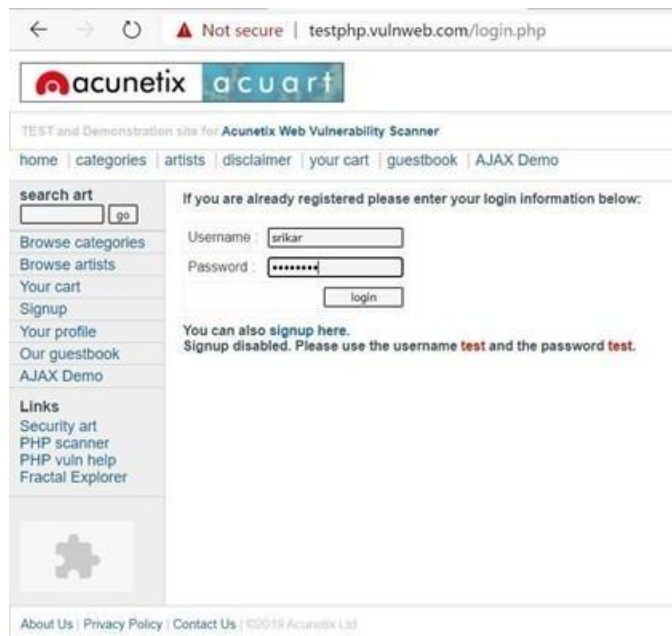 Not secure | testphp.vulnweb.com/login.php
acunetix acuart
TEST and Demonstration site for Acunetix Web Vulnerability Scanner
home | categories | artists | disclaimer | your cart | guestbook | AJAX Demo
search art
go
Browse categories
Browse artists
Your cart
Signup
Your profile
Our guestbook
AJAX Demo
Links
Security art
PHP scanner
PHP vuln help
Fractal Explorer
If you are already registered please enter your login information below:
Username : srikar
Password : ••••••••
login
You can also signup here.
Signup disabled. Please use the username test and the password test.
About Us | Privacy Policy | Contact Us | ©2019 Acunetix Ltd